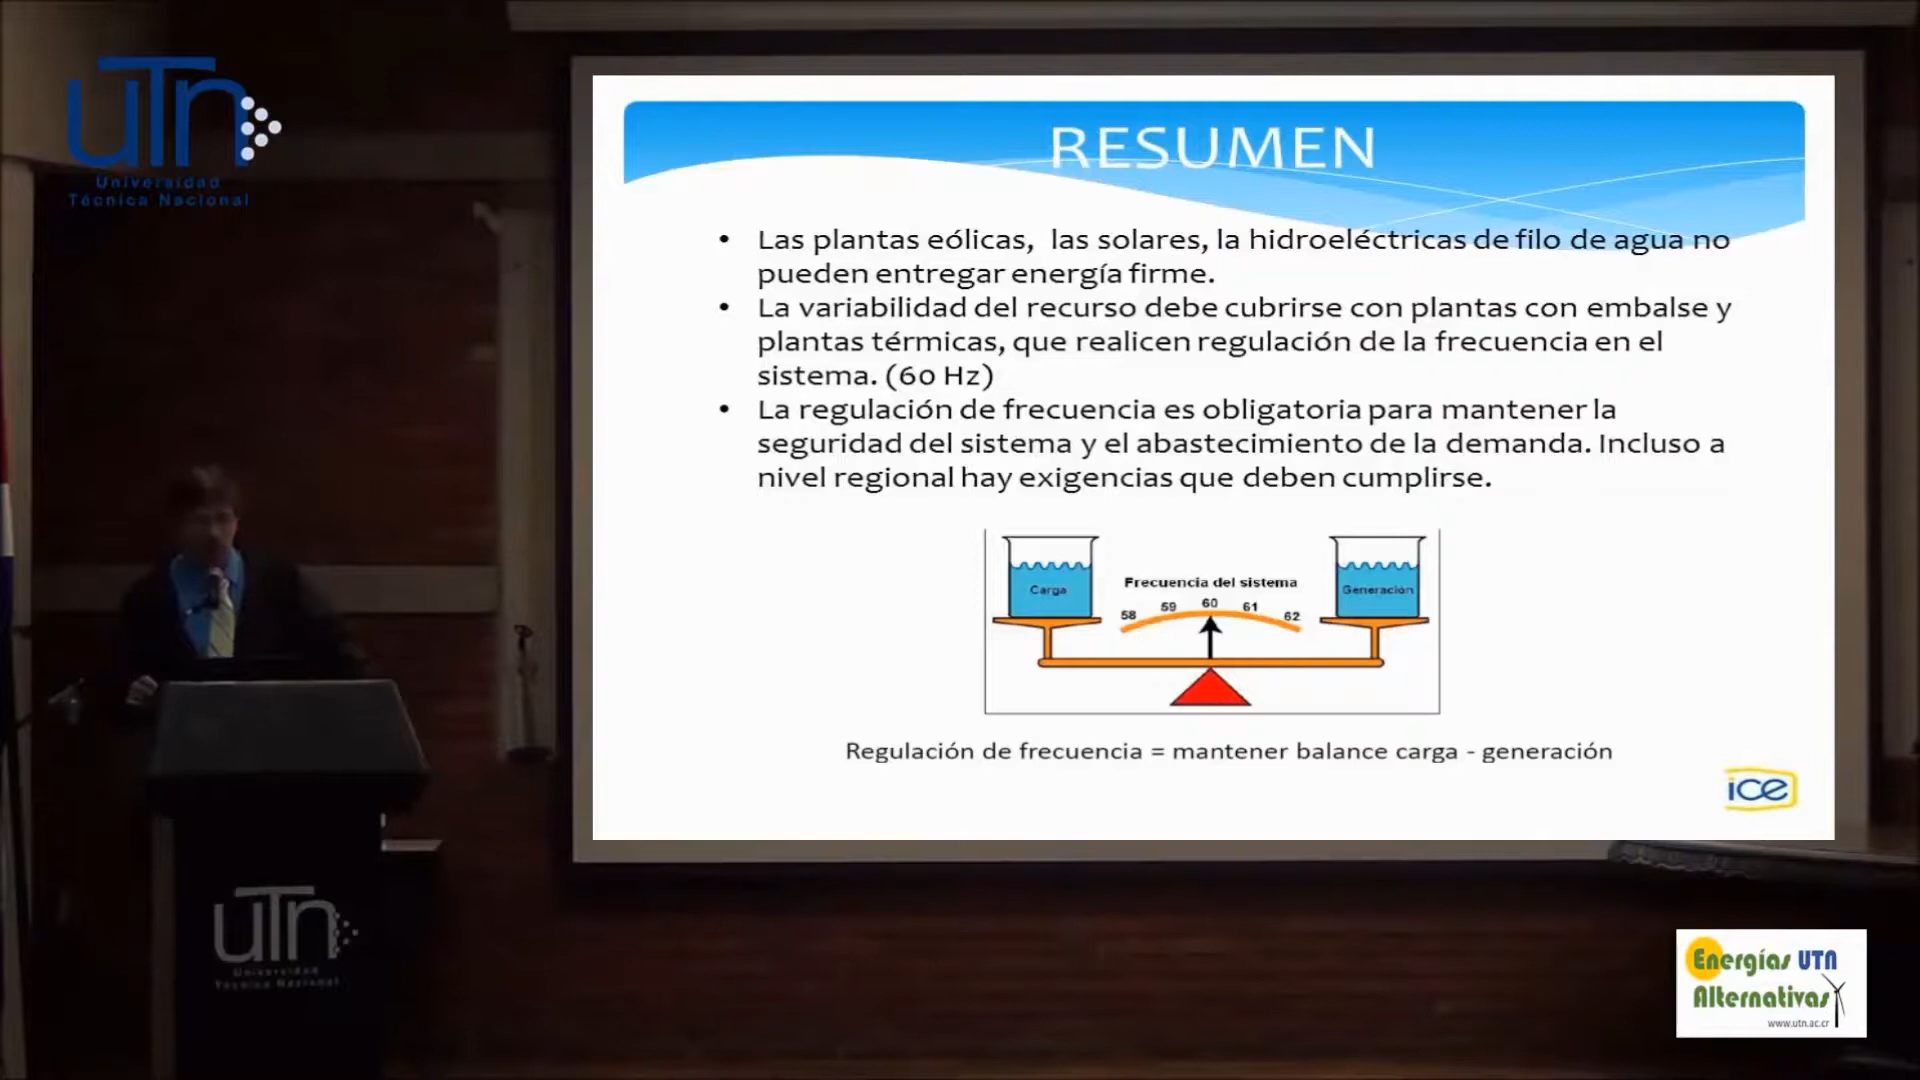 utn
Universidad
Técnica Nacional
RESUMEN
• Las plantas eólicas, las solares, la hidroeléctricas de filo de agua no
pueden entregar energía firme.
• La variabilidad del recurso debe cubrirse con plantas con embalse y
plantas térmicas, que realicen regulación de la frecuencia en el
sistema. (60 Hz)
• La regulación de frecuencia es obligatoria para mantener la
seguridad del sistema y el abastecimiento de la demanda. Incluso a
nivel regional hay exigencias que deben cumplirse.
Carga
Frecuencia del sistema
58 59 60 61 62
Generación
Regulación de frecuencia = mantener balance carga - generación
ice
utn
Universidad
Técnica Nacional
Energías UTN
Alternativas
www.utn.ac.cr